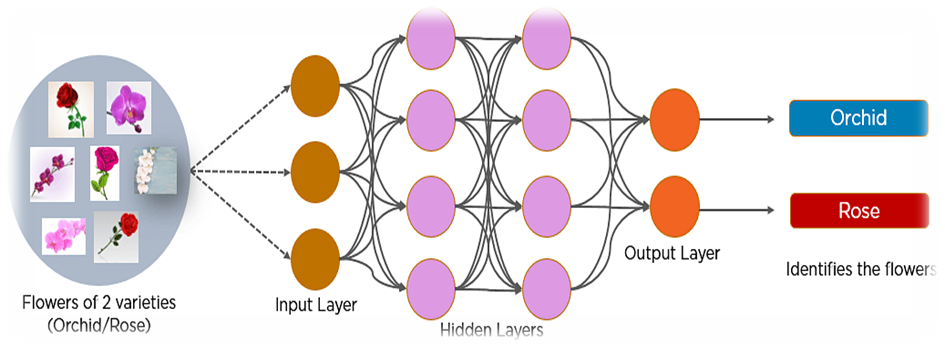 Flowers of 2 varieties
(Orchid/Rose)
Input Layer
Hidden Layers
Output Layer
Orchid
Rose
Identifies the flowers